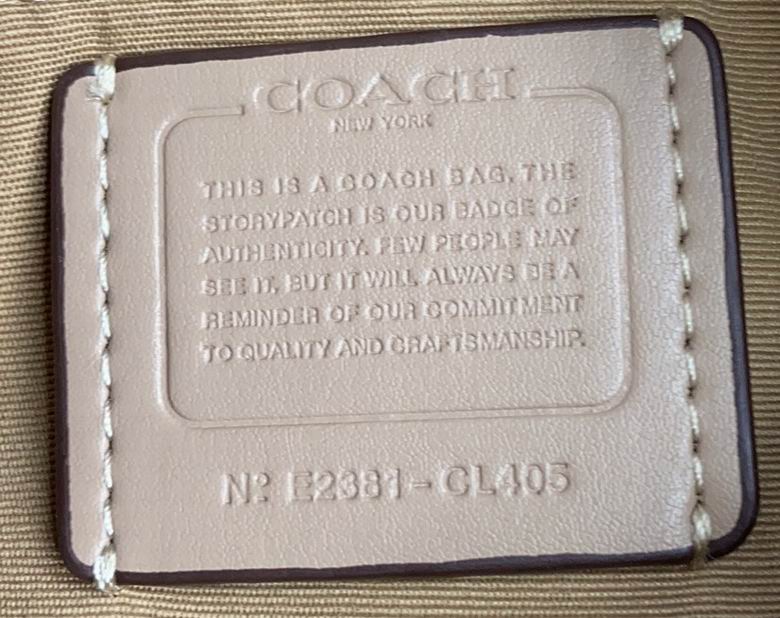 COACH
NEW YORK
THIS IS A COACH BAG. THE
STORYPATCH IS OUR BADGE OF
AUTHENTICITY. FEW PEOPLE MAY
SEE IT, BUT IT WILL ALWAYS BE A
REMINDER OF OUR COMMITMENT
TO QUALITY AND CRAFTSMANSHIP.
Nº E2381-CL405